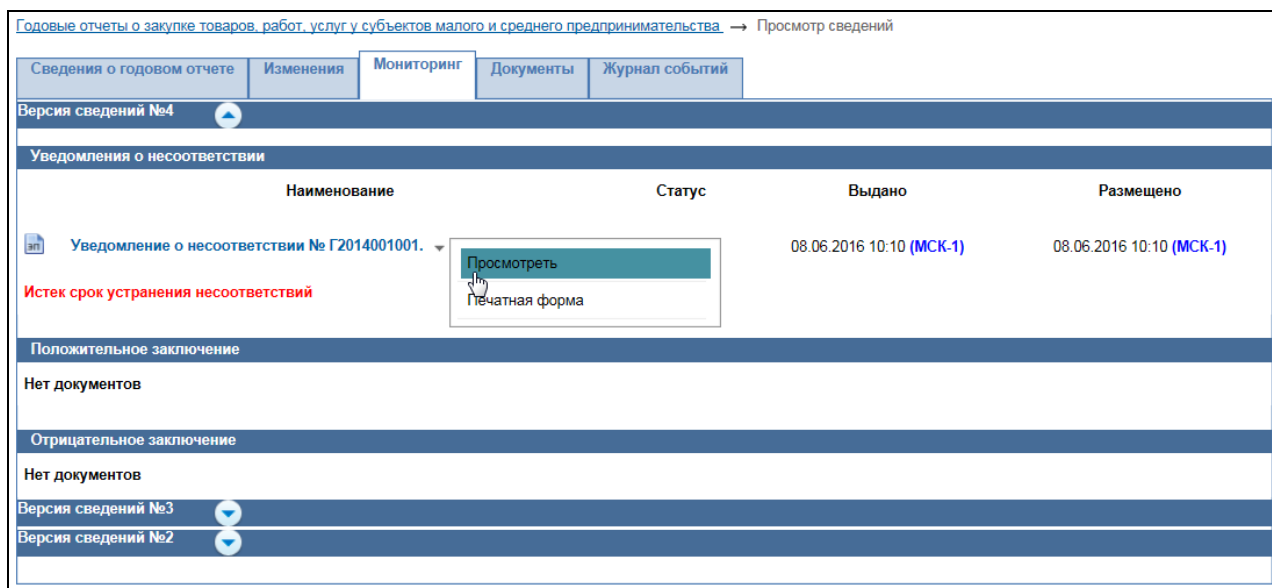 Годовые отчеты о закупке товаров, работ, услуг у субъектов малого и среднего предпринимательства → Просмотр сведений
Сведения о годовом отчете Изменения Мониторинг Документы Журнал событий
Версия сведений №4
Уведомления о несоответствии
Наименование Статус Выдано Размещено
эп Уведомление о несоответствии № Г2014001001. 08.06.2016 10:10 (МСК-1) 08.06.2016 10:10 (МСК-1)
Просмотреть
Истек срок устранения несоответствий
Печатная форма
Положительное заключение
Нет документов
Отрицательное заключение
Нет документов
Версия сведений №3
Версия сведений №2